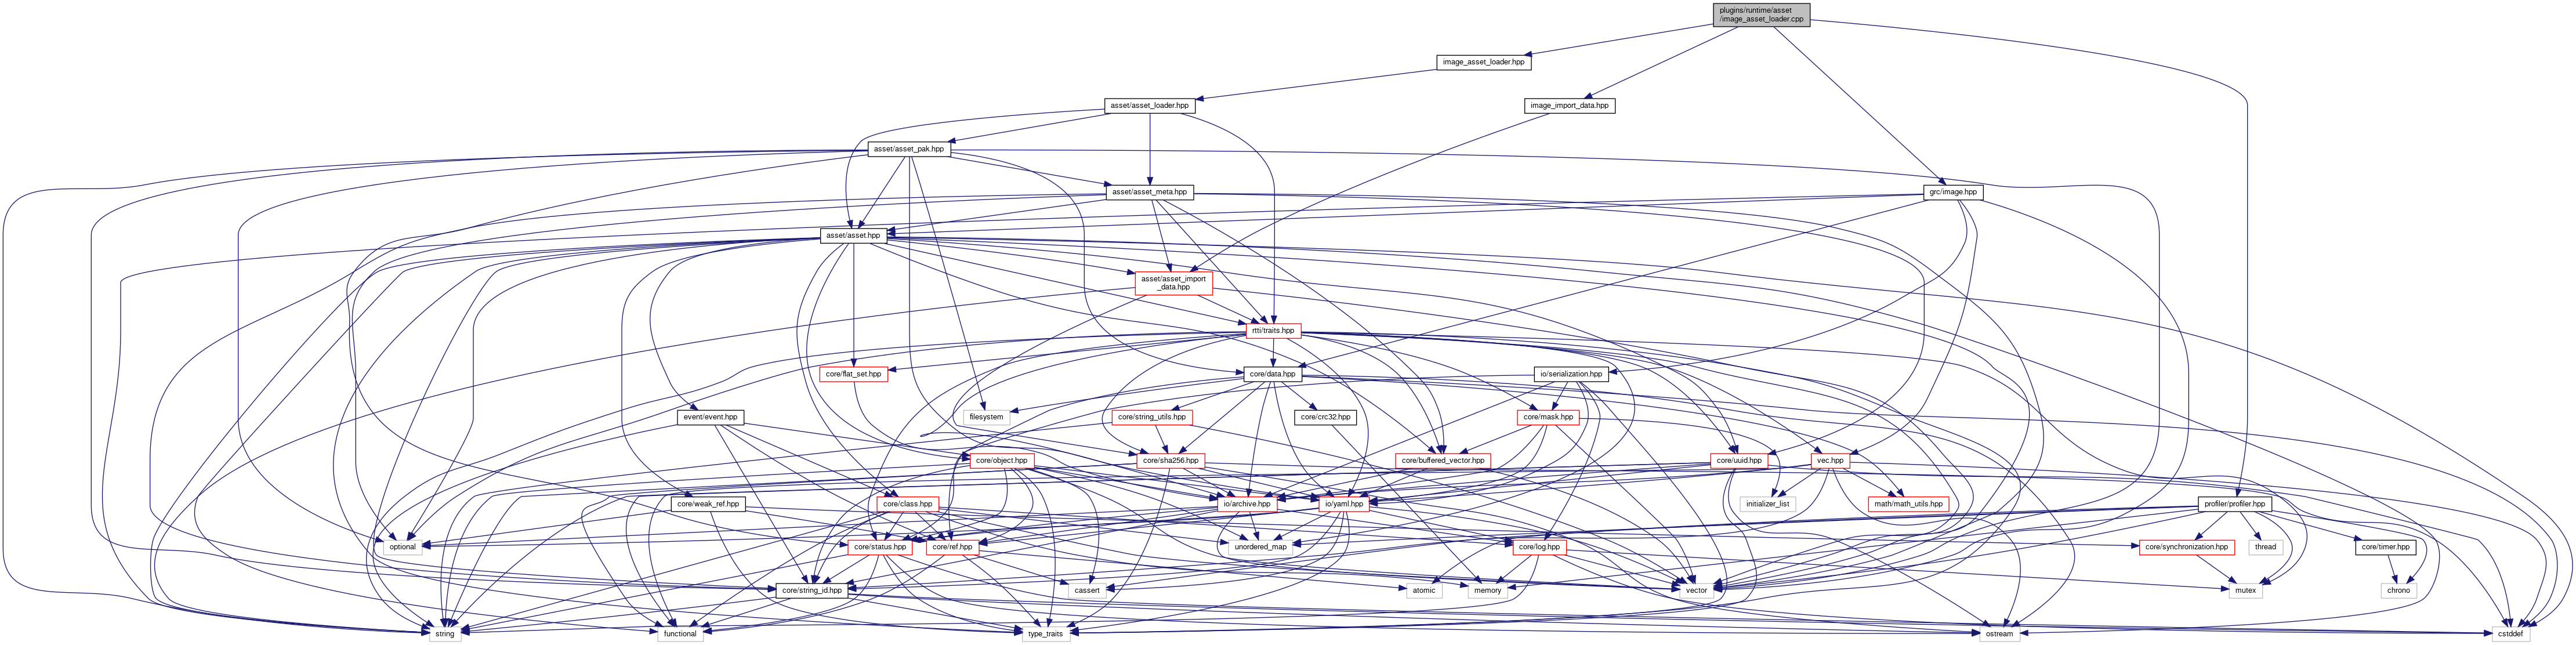 plugins/runtime/asset
/image_asset_loader.cpp
image_asset_loader.hpp
asset/asset_loader.hpp
image_import_data.hpp
asset/asset_pak.hpp
asset/asset_meta.hpp
grc/image.hpp
asset/asset.hpp
asset/asset_import
_data.hpp
rtti/traits.hpp
core/flat_set.hpp
core/data.hpp
io/serialization.hpp
event/event.hpp
filesystem
core/string_utils.hpp
core/crc32.hpp
core/mask.hpp
core/object.hpp
core/sha256.hpp
core/buffered_vector.hpp
core/uuid.hpp
vec.hpp
core/weak_ref.hpp
core/class.hpp
io/archive.hpp
io/yaml.hpp
initializer_list
math/math_utils.hpp
profiler/profiler.hpp
optional
core/status.hpp
core/ref.hpp
unordered_map
core/log.hpp
core/synchronization.hpp
thread
core/timer.hpp
core/string_id.hpp
cassert
atomic
memory
vector
mutex
chrono
string
functional
type_traits
ostream
cstddef